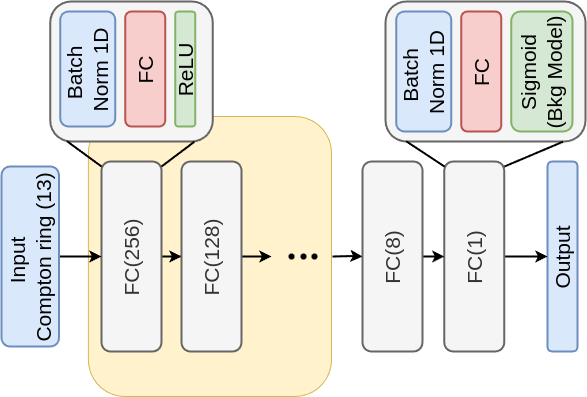 Batch
Norm 1D
FC
ReLU
Batch
Norm 1D
FC
Sigmoid
(Bkg Model)
Input
Compton ring (13)
FC(256)
FC(128)
FC(8)
FC(1)
Output